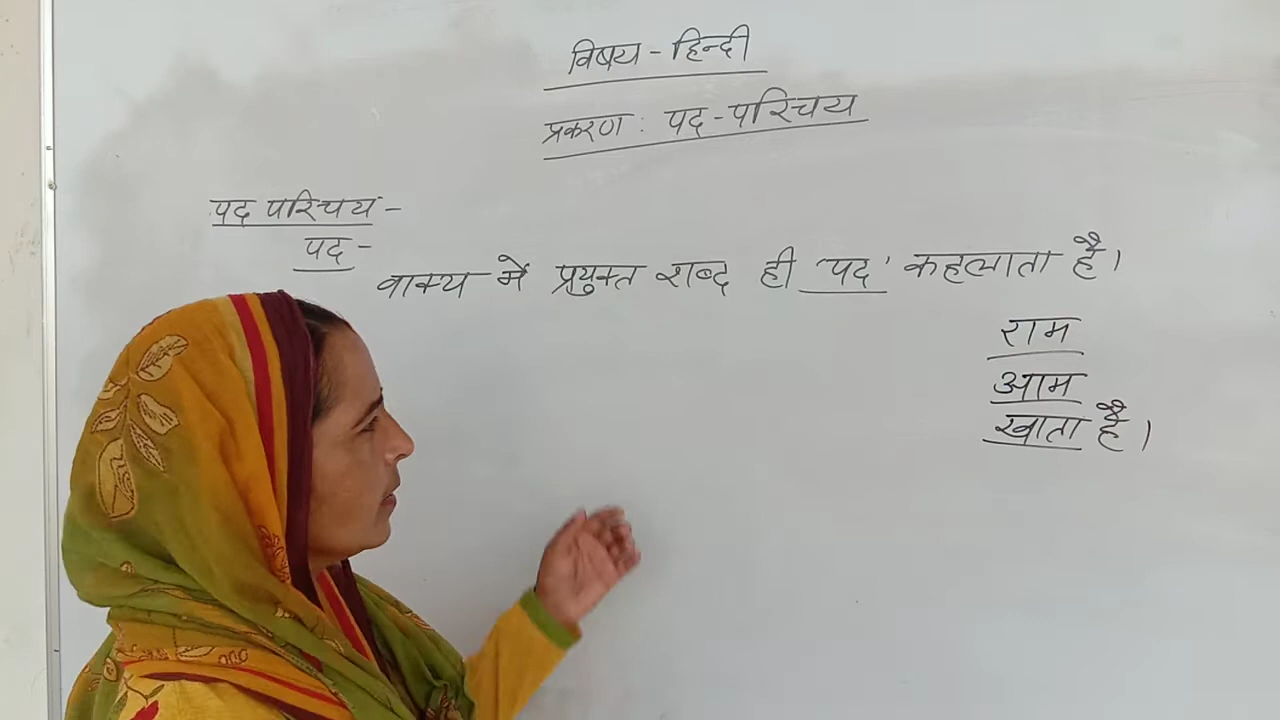 विषय - हिन्दी
प्रकरण : पद - परिचय
पद परिचय -
पद -
वाक्य में प्रयुक्त शब्द ही 'पद' कहलाता है।
राम
आम
खाता है।